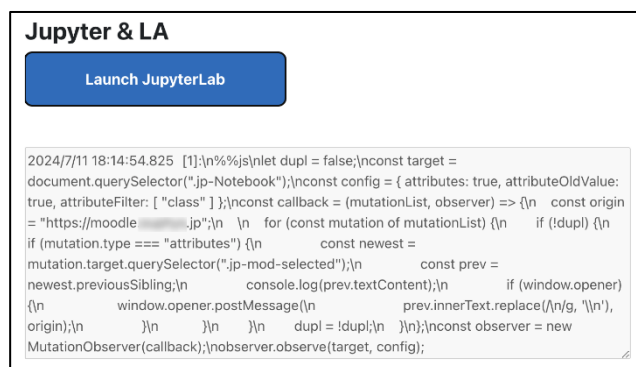 Jupyter & LA
Launch JupyterLab
2024/7/11 18:14:54.825  [1]:\n%%js\nlet dupl = false;\nconst target =
document.querySelector(".jp-Notebook");\nconst config = { attributes: true, attributeOldValue:
true, attributeFilter: [ "class" ] };\nconst callback = (mutationList, observer) => {\n    const origin
= "https://moodle .jp";\n    \n    for (const mutation of mutationList) {\n        if (!dupl) {\n
if (mutation.type === "attributes") {\n                const newest =
mutation.target.querySelector(".jp-mod-selected");\n                const prev =
newest.previousSibling;\n                console.log(prev.textContent);\n                if (window.opener)
{\n                window.opener.postMessage(\n                        prev.innerText.replace(/\n/g, '\\n'),
origin);\n                }\n        }\n    }\n        dupl = !dupl;\n    }\n};\nconst observer = new
MutationObserver(callback);\nobserver.observe(target, config);